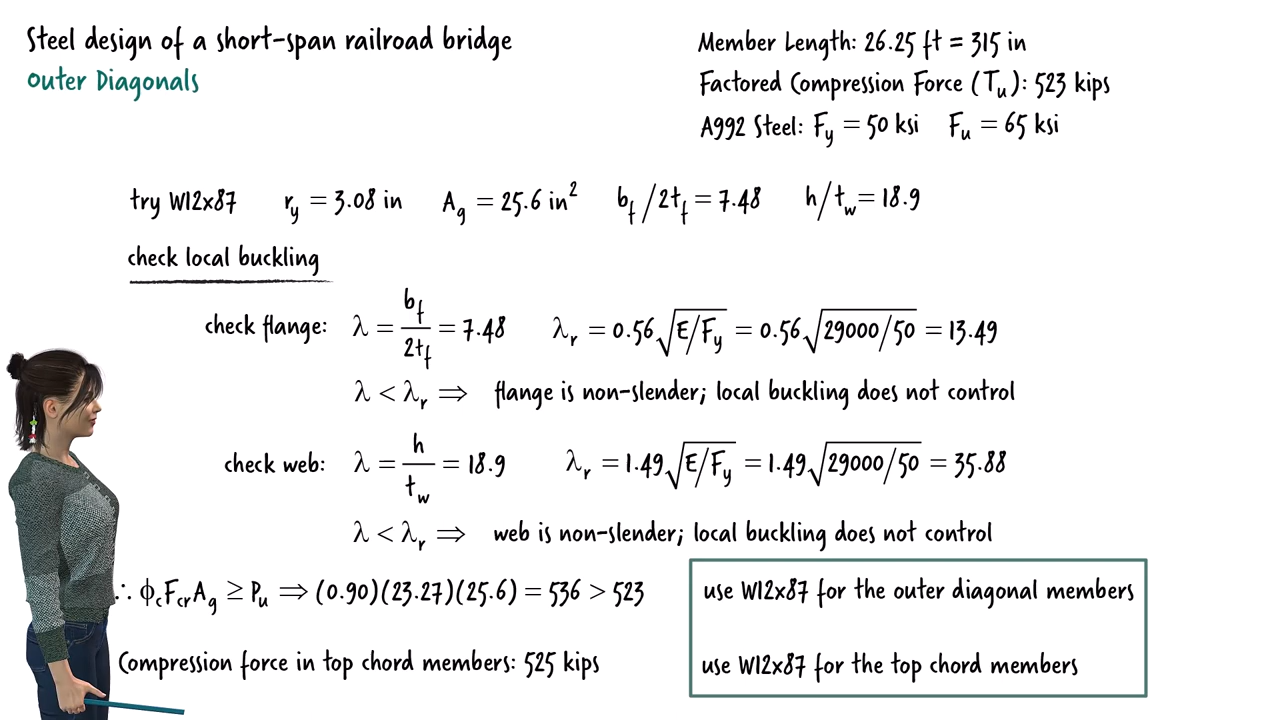 Steel design of a short-span railroad bridge
Outer Diagonals
Member Length: 26.25 ft = 315 in
Factored Compression Force (T_u): 523 kips
A992 Steel: F_y = 50 ksi F_u = 65 ksi
try W12x87 r_y = 3.08 in A_g = 25.6 in² b_f/2t_f = 7.48 h/t_w = 18.9
check local buckling
check flange: λ = b_f/2t_f = 7.48 λ_r = 0.56√E/F_y = 0.56√29000/50 = 13.49
λ < λ_r ⟹ flange is non-slender; local buckling does not control
check web: λ = h/t_w = 18.9 λ_r = 1.49√E/F_y = 1.49√29000/50 = 35.88
λ < λ_r ⟹ web is non-slender; local buckling does not control
∴ ϕ_cF_crA_g ≥ P_u ⟹ (0.90)(23.27)(25.6) = 536 > 523
use W12x87 for the outer diagonal members
Compression force in top chord members: 525 kips
use W12x87 for the top chord members